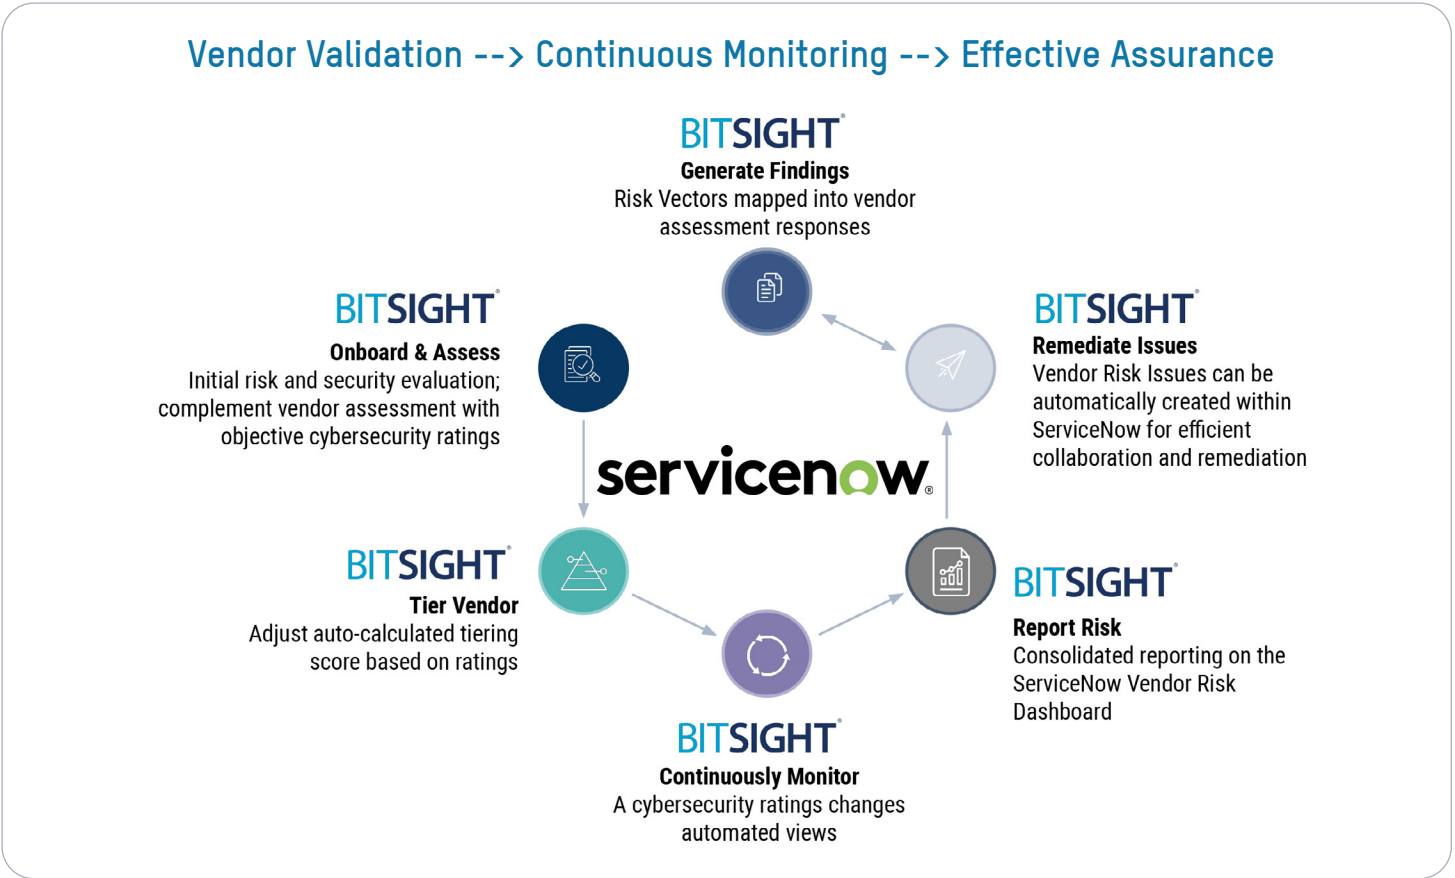 Vendor Validation --> Continuous Monitoring --> Effective Assurance
BITSIGHT®
Generate Findings
Risk Vectors mapped into vendor
assessment responses
BITSIGHT®
Onboard & Assess
Initial risk and security evaluation;
complement vendor assessment with
objective cybersecurity ratings
BITSIGHT®
Remediate Issues
Vendor Risk Issues can be
automatically created within
ServiceNow for efficient
collaboration and remediation
servicenow®
BITSIGHT®
Tier Vendor
Adjust auto-calculated tiering
score based on ratings
BITSIGHT®
Report Risk
Consolidated reporting on the
ServiceNow Vendor Risk
Dashboard
BITSIGHT®
Continuously Monitor
A cybersecurity ratings changes
automated views